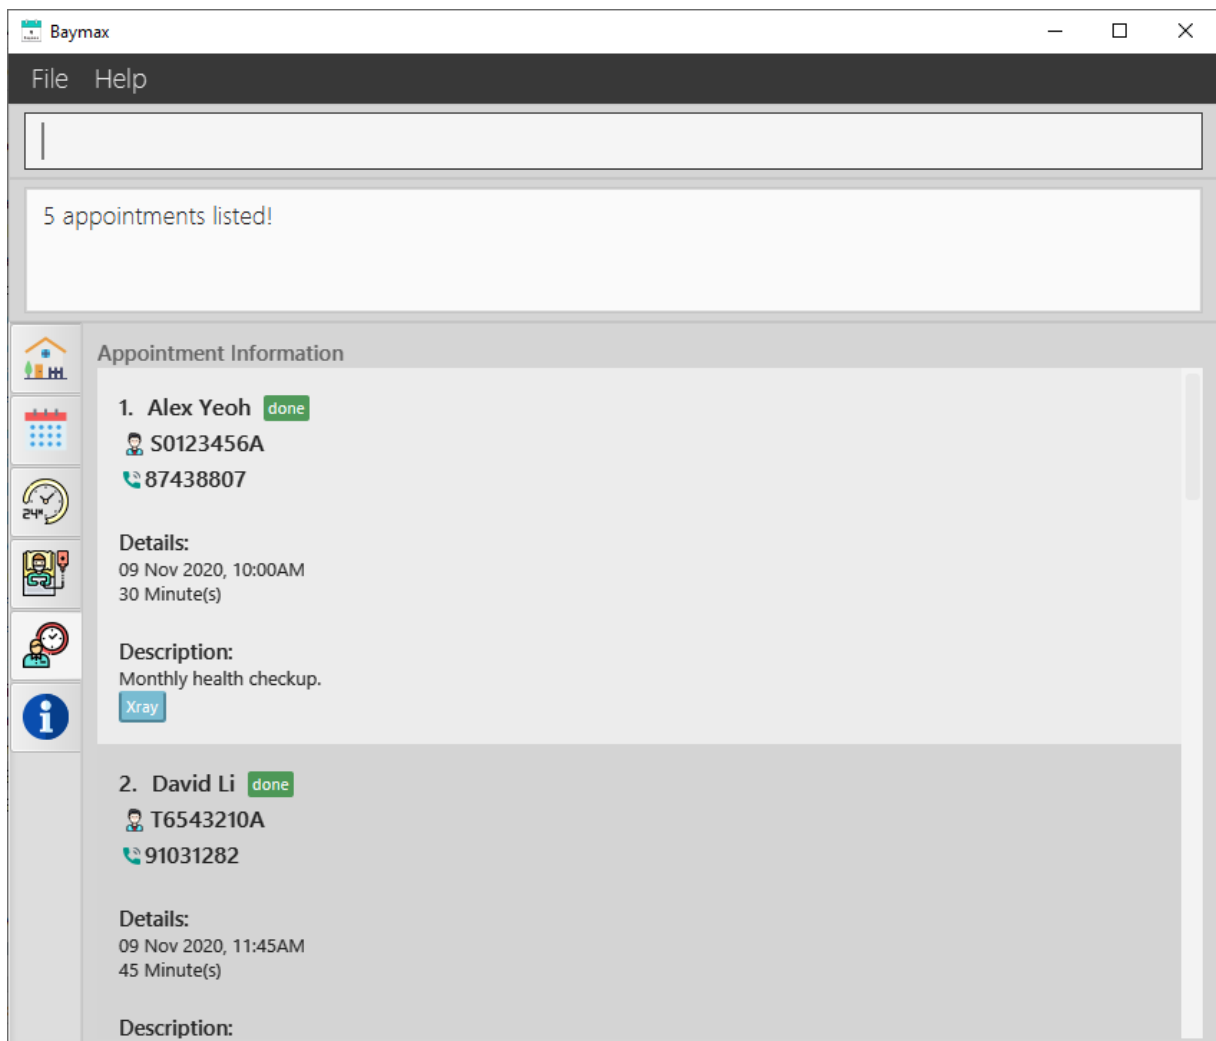 Baymax
File Help
5 appointments listed!
Appointment Information
1. Alex Yeoh done
S0123456A
87438807
Details:
09 Nov 2020, 10:00AM
30 Minute(s)
Description:
Monthly health checkup.
Xray
2. David Li done
T6543210A
91031282
Details:
09 Nov 2020, 11:45AM
45 Minute(s)
Description:
24H